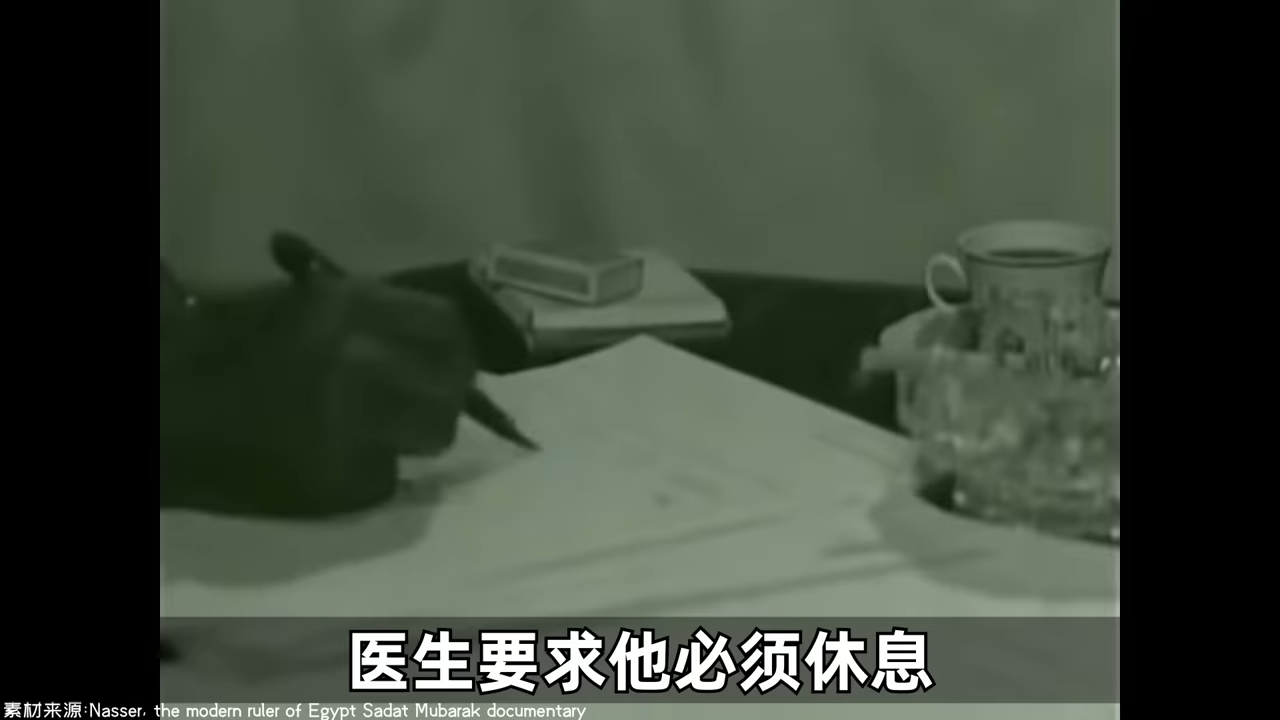 医生要求他必须休息
素材来源:Nasser, the modern ruler of Egypt Sadat Mubarak documentary